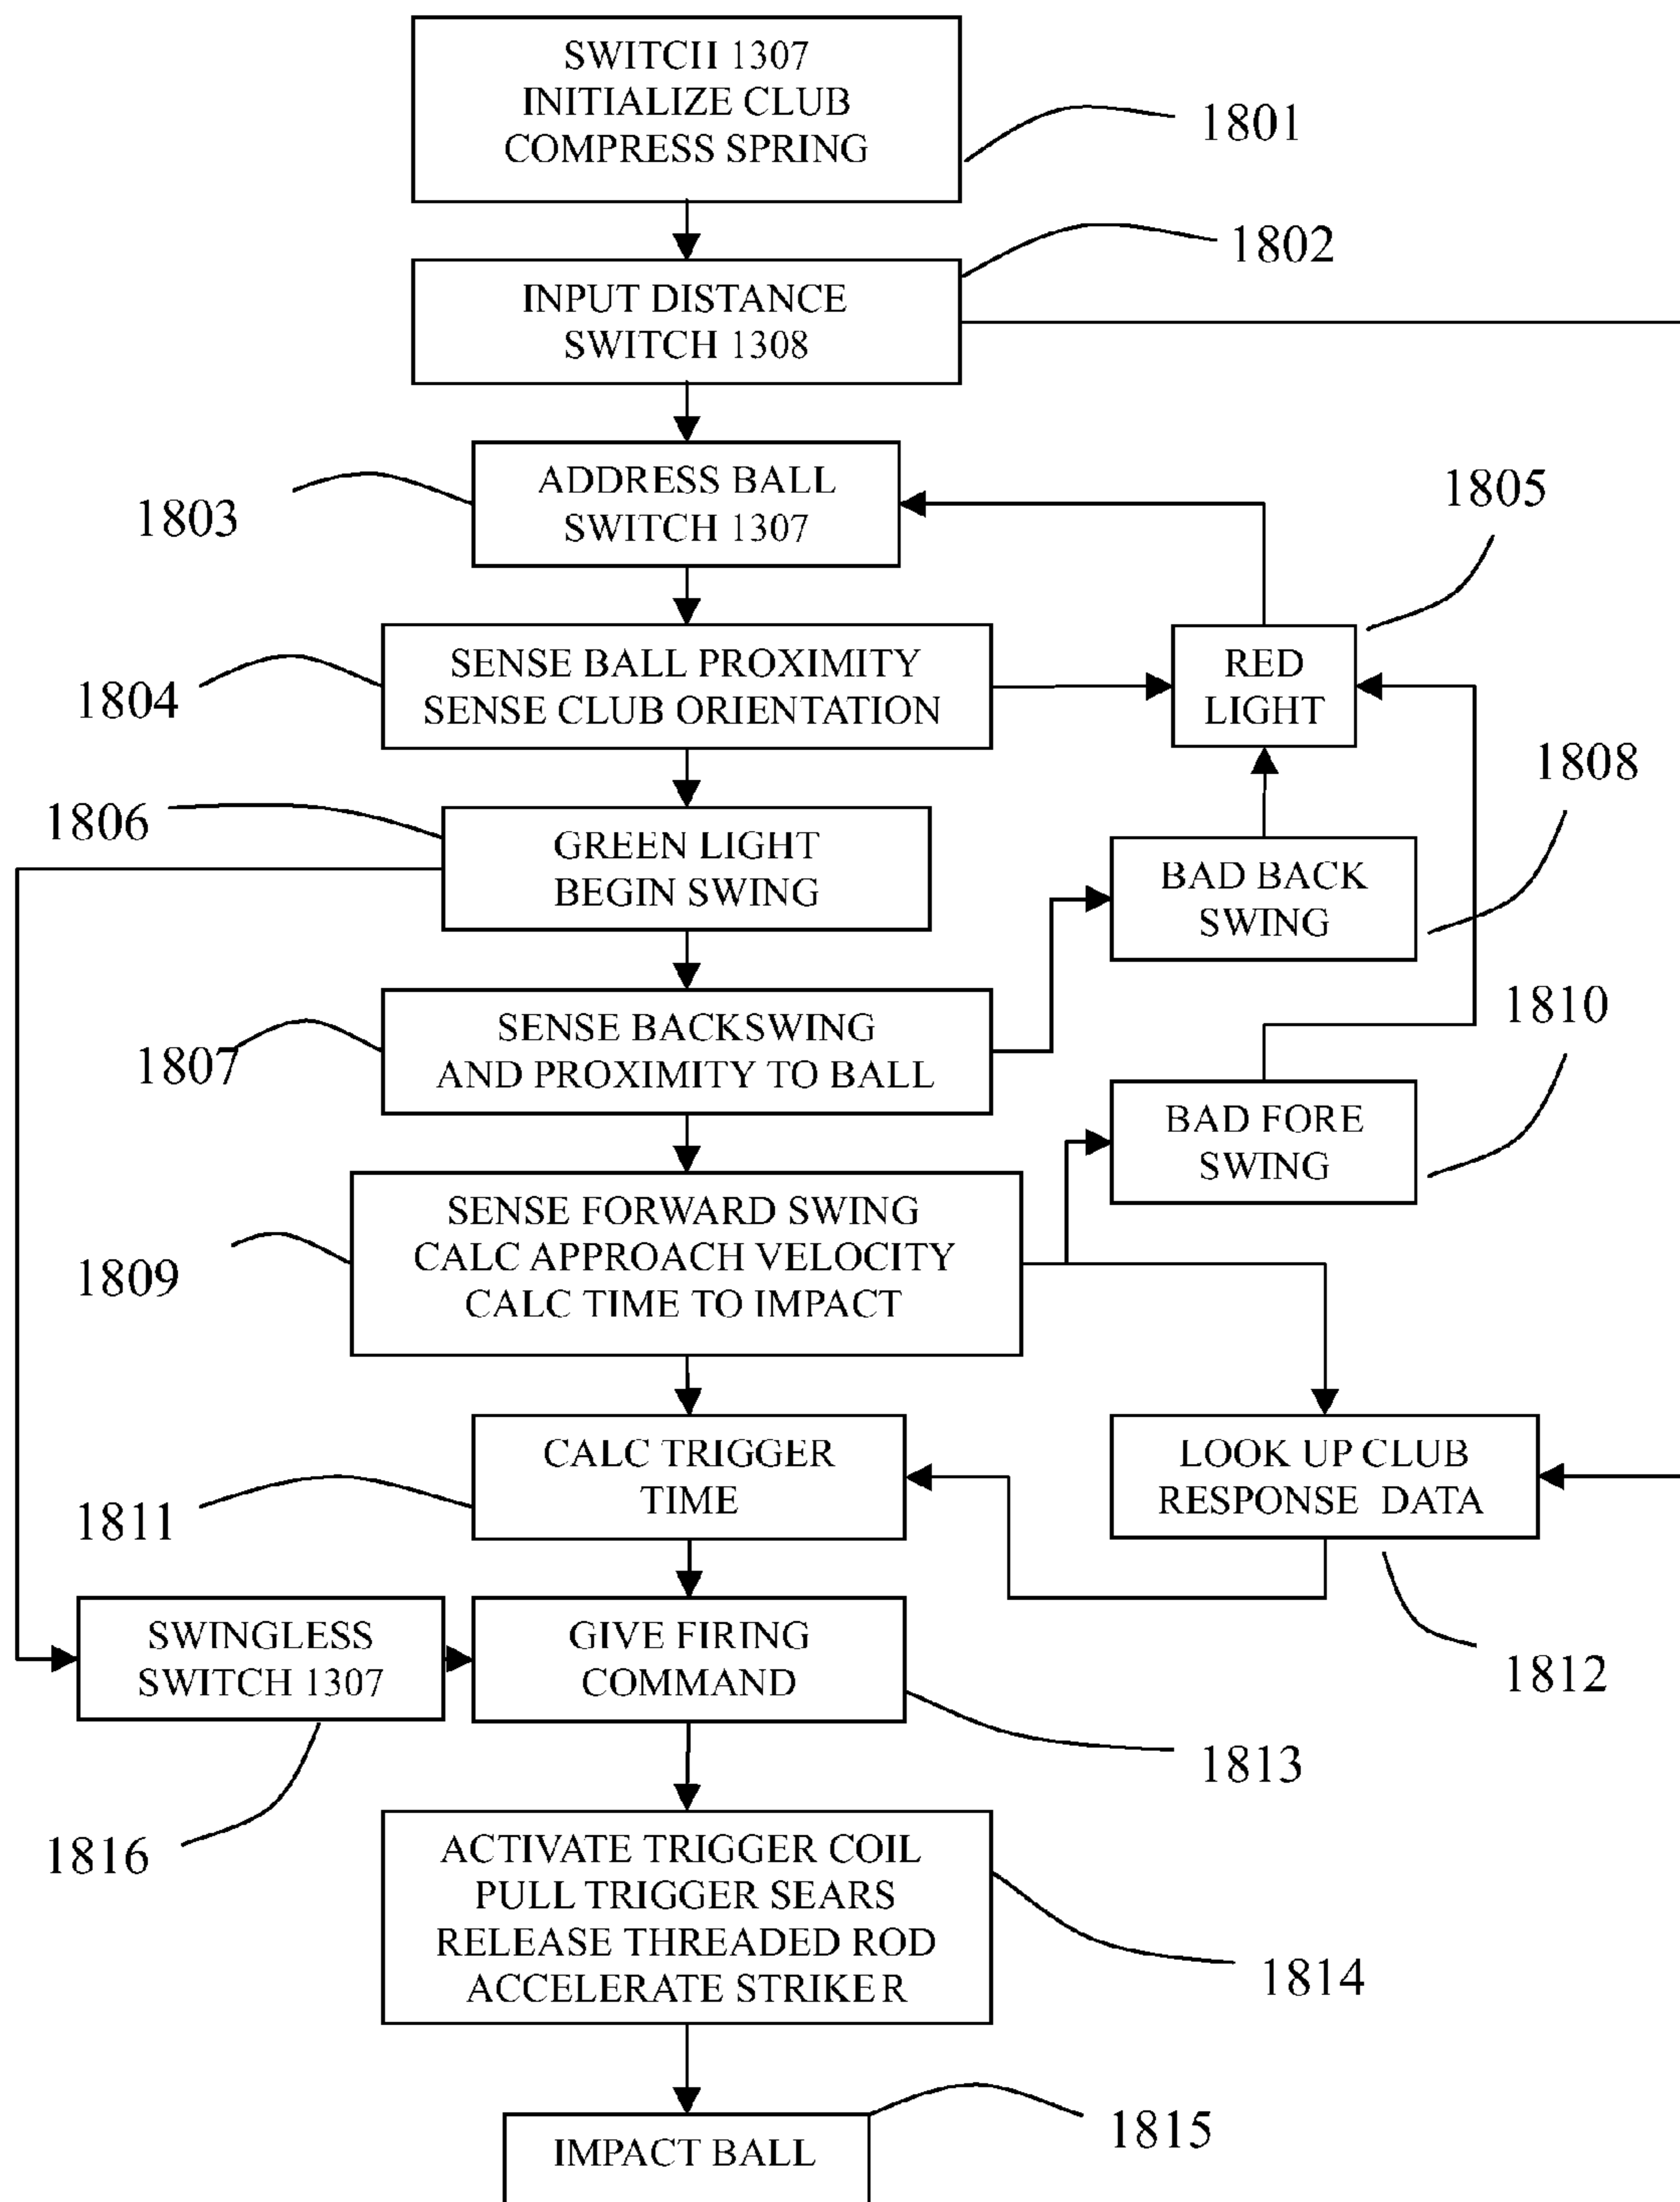 SWITCH 1307
INITIALIZE CLUB
COMPRESS SPRING
1801
1802
INPUT DISTANCE
SWITCH 1308
ADDRESS BALL
SWITCH 1307
1803
1805
SENSE BALL PROXIMITY
SENSE CLUB ORIENTATION
1804
RED
LIGHT
1806
GREEN LIGHT
BEGIN SWING
1808
BAD BACK
SWING
1807
SENSE BACKSWING
AND PROXIMITY TO BALL
1810
BAD FORE
SWING
1809
SENSE FORWARD SWING
CALC APPROACH VELOCITY
CALC TIME TO IMPACT
CALC TRIGGER
TIME
1811
LOOK UP CLUB
RESPONSE DATA
1812
SWINGLESS
SWITCH 1307
GIVE FIRING
COMMAND
1813
1816
ACTIVATE TRIGGER COIL
PULL TRIGGER SEARS
RELEASE THREADED ROD
ACCELERATE STRIKER
1814
IMPACT BALL
1815